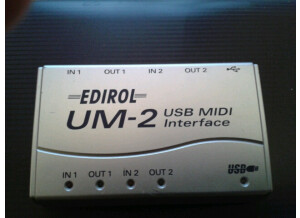 IN 1 OUT 1 IN 2 OUT 2
EDIROL
UM-2 USB MIDI
Interface
IN 1 OUT 1 IN 2 OUT 2 USB